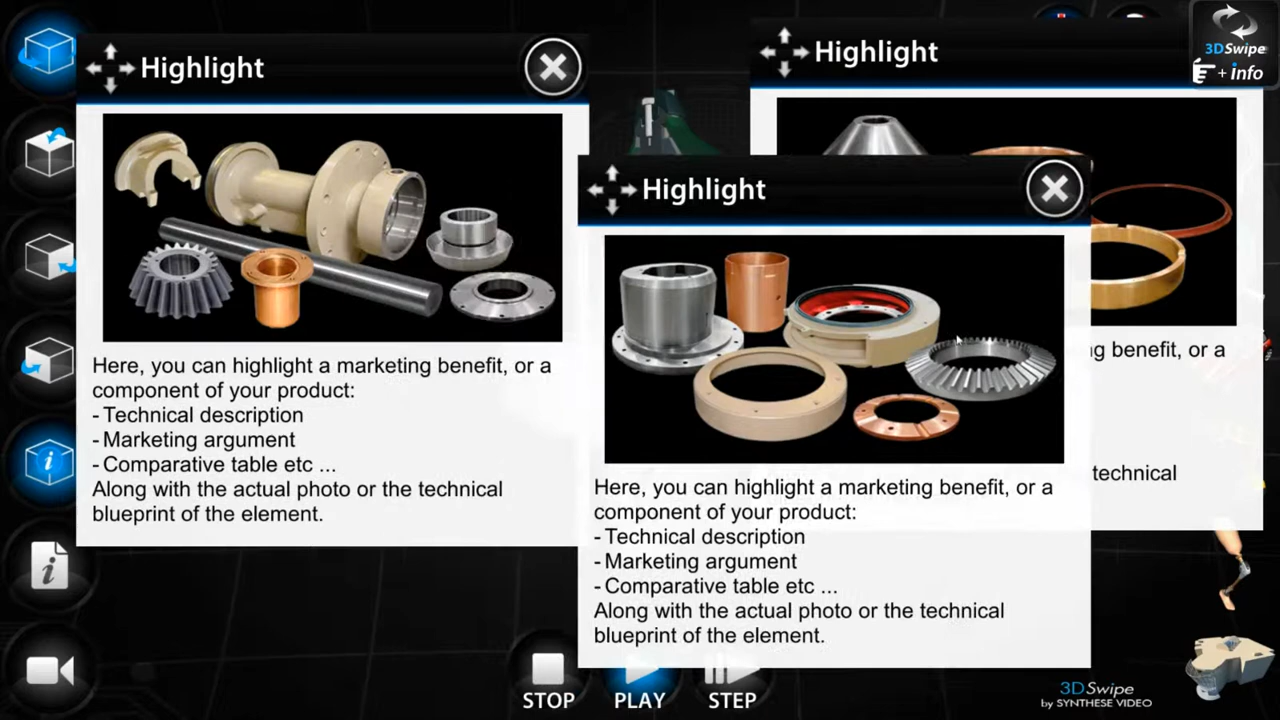 Highlight
Here, you can highlight a marketing benefit, or a
component of your product:
- Technical description
- Marketing argument
- Comparative table etc ...
Along with the actual photo or the technical
blueprint of the element.
Highlight
Here, you can highlight a marketing benefit, or a
component of your product:
- Technical description
- Marketing argument
- Comparative table etc ...
Along with the actual photo or the technical
blueprint of the element.
Highlight
benefit, or a
technical
3DSwipe
+ info
STOP
PLAY
STEP
3DSwipe
by SYNTHESE VIDEO